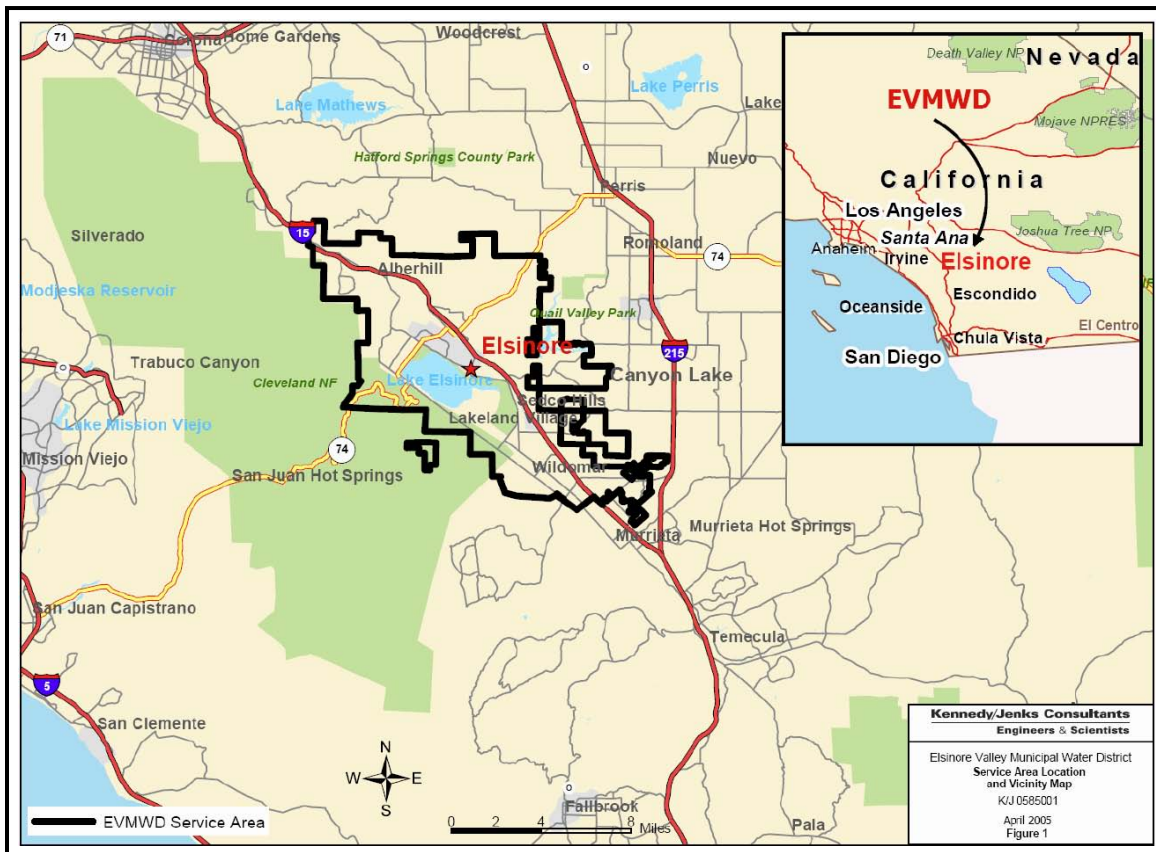 71
Corona
Home Gardens
Woodcrest
Lake Mathews
Lake Perris
Lake
Hafford Springs County Park
Nuevo
Perris
Silverado
15
Alberhill
Romoland
74
Modjeska Reservoir
Quail Valley Park
Trabuco Canyon
Elsinore
215
Cleveland NF
Lake Elsinore
Canyon Lake
Sedco Hills
Lakeland Village
Lake Mission Viejo
74
Mission Viejo
San Juan Hot Springs
Wildomar
Murrieta Hot Springs
Murrieta
San Juan Capistrano
Temecula
5
San Clemente
N
W E
S
Fallbrook
Pala
0 2 4 6 8
Miles
EVMWD Service Area
Death Valley NP
Nevada
EVMWD
Mojave NPRES
California
Los Angeles
Santa Ana
Joshua Tree NP
Anaheim
Irvine
Elsinore
Escondido
Oceanside
El Centro
Chula Vista
San Diego
Kennedy/Jenks Consultants
Engineers & Scientists
Elsinore Valley Municipal Water District
Service Area Location
and Vicinity Map
K/J 0585001
April 2005
Figure 1